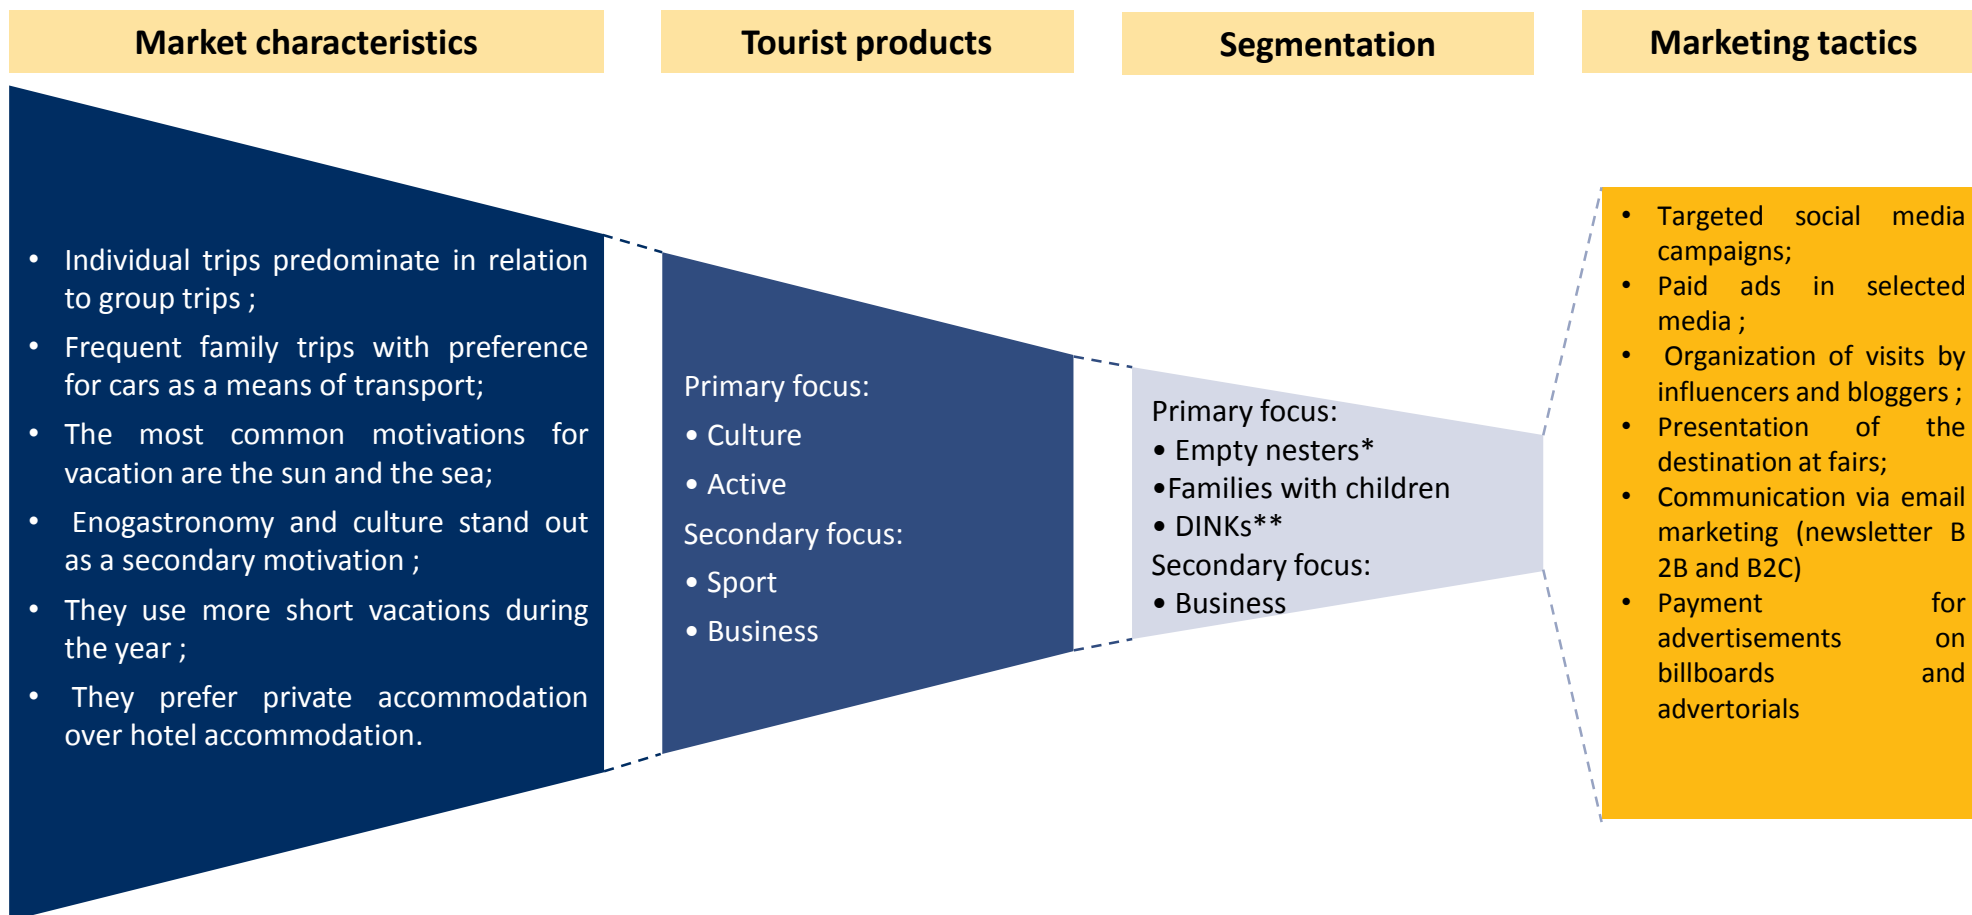 Market characteristics
Tourist products
Segmentation
Marketing tactics
• Individual trips predominate in relation
to group trips ;
• Frequent family trips with preference
for cars as a means of transport;
• The most common motivations for
vacation are the sun and the sea;
• Enogastronomy and culture stand out
as a secondary motivation ;
• They use more short vacations during
the year ;
• They prefer private accommodation
over hotel accommodation.
Primary focus:
• Culture
• Active
Secondary focus:
• Sport
• Business
Primary focus:
• Empty nesters*
•Families with children
• DINKs**
Secondary focus:
• Business
• Targeted social media
campaigns;
• Paid ads in selected
media ;
• Organization of visits by
influencers and bloggers ;
• Presentation of the
destination at fairs;
• Communication via email
marketing (newsletter B
2B and B2C)
• Payment for
advertisements on
billboards and
advertorials